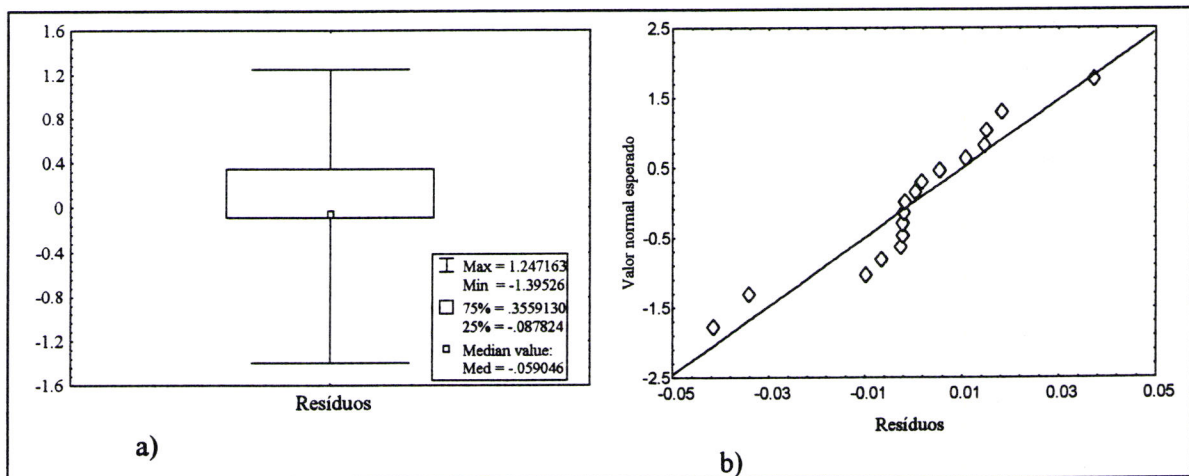 1.6
1.2
0.8
0.4
0
-0.4
-0.8
-1.2
-1.6
Max = 1.247163
Min = -1.39526
75% = .3559130
25% = -.087824
Median value:
Med = -.059046
Resíduos
a)
Valor normal esperado
2.5
1.5
0.5
-0.5
-1.5
-2.5
-0.05 -0.03 -0.01 0.01 0.03 0.05
Resíduos
b)